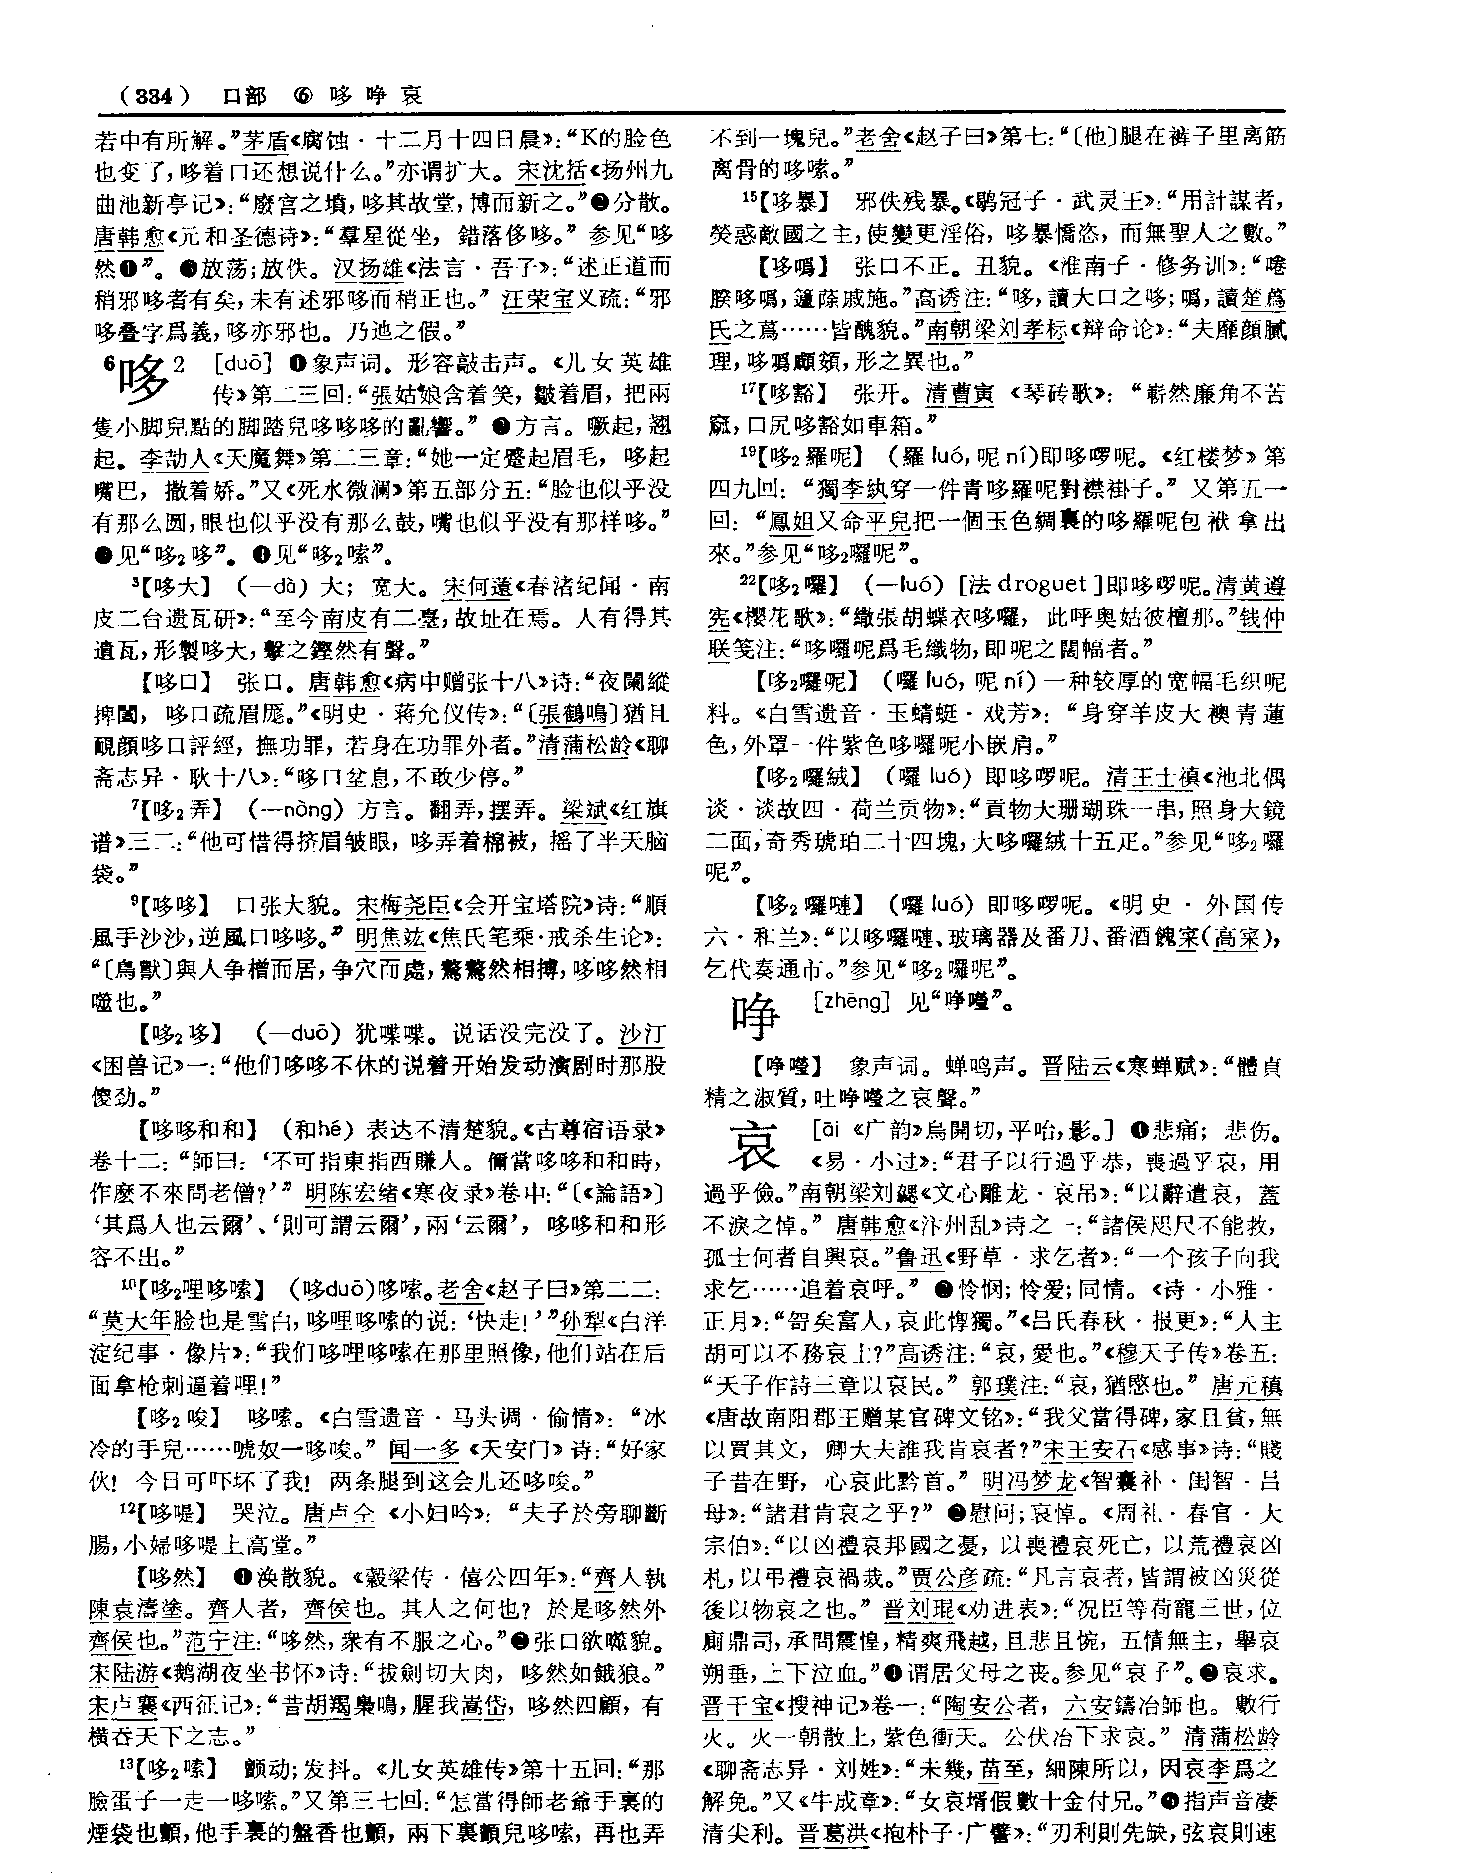 （334） 口部 ⑥ 哆 哰 哀
若中有所解。”茅盾《腐蚀·十二月十四日晨》：“K的脸色
也变了，哆着口还想说什么。”亦谓扩大。宋沈括《扬州九
曲池新亭记》：“廢宫之墳，哆其故堂，博而新之。”❷分散。
唐韩愈《元和圣德诗》：“羣星從坐，錯落侈哆。”参见“哆
然❶”。❸放荡；放佚。汉扬雄《法言·吾子》：“述正道而
稍邪哆者有矣，未有述邪哆而稍正也。”汪荣宝义疏：“邪
哆叠字爲義，哆亦邪也。乃迆之假。”
⁶哆2 [duō] ❶象声词。形容敲击声。《儿女英雄
传》第二三回：“張姑娘含着笑，皺着眉，把兩
隻小脚兒點的脚踏兒哆哆哆的亂響。”❷方言。噘起，翘
起。李劼人《天魔舞》第二三章：“她一定蹙起眉毛，哆起
嘴巴，撒着娇。”又《死水微澜》第五部分五：“脸也似乎没
有那么圆，眼也似乎没有那么鼓，嘴也似乎没有那样哆。”
❸见“哆₂哆”。❹见“哆₂嗦”。
³【哆大】（—dà）大；宽大。宋何薳《春渚纪闻·南
皮二台遗瓦研》：“至今南皮有二臺，故址在焉。人有得其
遺瓦，形製哆大，擊之鏗然有聲。”
【哆口】 张口。唐韩愈《病中赠张十八》诗：“夜闌縱
捭闔，哆口疏眉厖。”《明史·蒋允仪传》：“〔張鶴鳴〕猶且
靦顔哆口評經，撫功罪，若身在功罪外者。”清蒲松龄《聊
斋志异·耿十八》：“哆口坌息，不敢少停。”
⁷【哆₂弄】（—nòng）方言。翻弄，摆弄。梁斌《红旗
谱》三二：“他可惜得挤眉皱眼，哆弄着棉被，摇了半天脑
袋。”
⁹【哆哆】 口张大貌。宋梅尧臣《会开宝塔院》诗：“順
風手沙沙，逆風口哆哆。”明焦竑《焦氏笔乘·戒杀生论》：
“〔鳥獸〕與人争橧而居，争穴而處，驁驁然相搏，哆哆然相
噬也。”
【哆₂哆】（—duō）犹喋喋。说话没完没了。沙汀
《困兽记》一：“他们哆哆不休的说着开始发动演剧时那股
傻劲。”
【哆哆和和】（和hé）表达不清楚貌。《古尊宿语录》
卷十二：“師曰：‘不可指東指西賺人。儞當哆哆和和時，
作麽不來問老僧？’”明陈宏绪《寒夜录》卷中：“〔《論語》〕
‘其爲人也云爾’、‘則可謂云爾’，兩‘云爾’，哆哆和和形
容不出。”
¹⁰【哆₂哩哆嗦】（哆duō）哆嗦。老舍《赵子曰》第二二：
“莫大年脸也是雪白，哆哩哆嗦的说：‘快走！’”孙犁《白洋
淀纪事·像片》：“我们哆哩哆嗦在那里照像，他们站在后
面拿枪刺逼着哩！”
【哆₂唆】 哆嗦。《白雪遗音·马头调·偷情》：“冰
冷的手兒……唬奴一哆唆。”闻一多《天安门》诗：“好家
伙！今日可吓坏了我！两条腿到这会儿还哆唆。”
¹²【哆嗁】 哭泣。唐卢仝《小妇吟》：“夫子於旁聊斷
腸，小婦哆嗁上高堂。”
【哆然】 ❶涣散貌。《穀梁传·僖公四年》：“齊人執
陳袁濤塗。齊人者，齊侯也。其人之何也？於是哆然外
齊侯也。”范宁注：“哆然，衆有不服之心。”❷张口欲噬貌。
宋陆游《鹅湖夜坐书怀》诗：“拔劍切大肉，哆然如餓狼。”
宋卢襄《西征记》：“昔胡羯梟鳴，腥我嵩岱，哆然四顧，有
横吞天下之志。”
¹³【哆₂嗦】 颤动；发抖。《儿女英雄传》第十五回：“那
臉蛋子一走一哆嗦。”又第三七回：“怎當得師老爺手裏的
煙袋也顫，他手裏的盤香也顫，兩下裏顫兒哆嗦，再也弄
不到一塊兒。”老舍《赵子曰》第七：“〔他〕腿在裤子里离筋
离骨的哆嗦。”
¹⁵【哆暴】 邪佚残暴。《鹖冠子·武灵王》：“用計謀者，
熒惑敵國之主，使變更淫俗，哆暴憍恣，而無聖人之數。”
【哆噅】 张口不正。丑貌。《淮南子·修务训》：“啳
睽哆噅，籧蒢戚施。”高诱注：“哆，讀大口之哆；噅，讀楚蔿
氏之蔿……皆醜貌。”南朝梁刘孝标《辩命论》：“夫靡顔膩
理，哆噅顑頞，形之異也。”
¹⁷【哆豁】 张开。清曹寅《琴砖歌》：“嶄然廉角不苦
窳，口尻哆豁如車箱。”
¹⁹【哆₂羅呢】（羅luó，呢ní）即哆啰呢。《红楼梦》第
四九回：“獨李紈穿一件青哆羅呢對襟褂子。”又第五一
回：“鳳姐又命平兒把一個玉色綢裏的哆羅呢包袱拿出
來。”参见“哆₂囉呢”。
²²【哆₂囉】（—luó）[法droguet]即哆啰呢。清黄遵
宪《樱花歌》：“繖張胡蝶衣哆囉，此呼奥姑彼檀那。”钱仲
联笺注：“哆囉呢爲毛織物，即呢之闊幅者。”
【哆₂囉呢】（囉luó，呢ní）一种较厚的宽幅毛织呢
料。《白雪遗音·玉蜻蜓·戏芳》：“身穿羊皮大襖青蓮
色，外罩一件紫色哆囉呢小嵌肩。”
【哆₂囉絨】（囉luó）即哆啰呢。清王士禛《池北偶
谈·谈故四·荷兰贡物》：“貢物大珊瑚珠一串，照身大鏡
二面，奇秀琥珀二十四塊，大哆囉絨十五疋。”参见“哆₂囉
呢”。
【哆₂囉嗹】（囉luó）即哆啰呢。《明史·外国传
六·和兰》：“以哆囉嗹、玻璃器及番刀、番酒餽寀（高寀），
乞代奏通市。”参见“哆₂囉呢”。
哰 [zhēng] 见“哰噔”。
【哰噔】 象声词。蝉鸣声。晋陆云《寒蝉赋》：“體貞
精之淑質，吐哰噔之哀聲。”
哀 [āi 《广韵》烏開切，平咍，影。]❶悲痛；悲伤。
《易·小过》：“君子以行過乎恭，喪過乎哀，用
過乎儉。”南朝梁刘勰《文心雕龙·哀吊》：“以辭遣哀，蓋
不淚之悼。”唐韩愈《汴州乱》诗之一：“諸侯咫尺不能救，
孤士何者自興哀。”鲁迅《野草·求乞者》：“一个孩子向我
求乞……追着哀呼。”❷怜悯；怜爱；同情。《诗·小雅·
正月》：“哿矣富人，哀此惸獨。”《吕氏春秋·报更》：“人主
胡可以不務哀士？”高诱注：“哀，愛也。”《穆天子传》卷五：
“天子作詩三章以哀民。”郭璞注：“哀，猶愍也。”唐元稹
《唐故南阳郡王赠某官碑文铭》：“我父當得碑，家且貧，無
以買其文，卿大夫誰我肯哀者？”宋王安石《感事》诗：“賤
子昔在野，心哀此黔首。”明冯梦龙《智囊补·闺智·吕
母》：“諸君肯哀之乎？”❸慰问；哀悼。《周礼·春官·大
宗伯》：“以凶禮哀邦國之憂，以喪禮哀死亡，以荒禮哀凶
札，以弔禮哀禍烖。”贾公彦疏：“凡言哀者，皆謂被凶災從
後以物哀之也。”晋刘琨《劝进表》：“况臣等荷寵三世，位
廁鼎司，承問震惶，精爽飛越，且悲且惋，五情無主，舉哀
朔垂，上下泣血。”❹谓居父母之丧。参见“哀子”。❺哀求。
晋干宝《搜神记》卷一：“陶安公者，六安鑄冶師也。數行
火。火一朝散上，紫色衝天。公伏冶下求哀。”清蒲松龄
《聊斋志异·刘姓》：“未幾，苗至，細陳所以，因哀李爲之
解免。”又《牛成章》：“女哀壻假數十金付兄。”❻指声音凄
清尖利。晋葛洪《抱朴子·广譬》：“刃利則先缺，弦哀則速